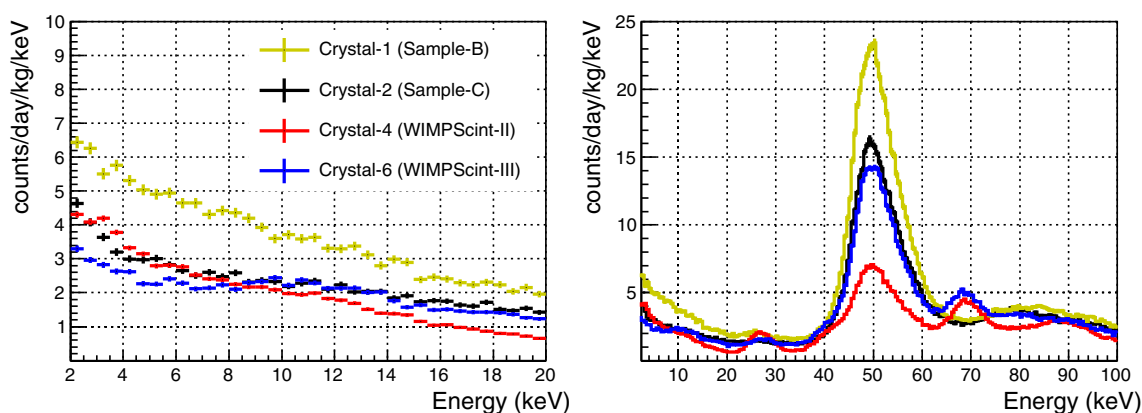 counts/day/kg/keV
10
9
8
7
6
5
4
3
2
1
Crystal-1 (Sample-B)
Crystal-2 (Sample-C)
Crystal-4 (WIMPScint-II)
Crystal-6 (WIMPScint-III)
2 4 6 8 10 12 14 16 18 20
Energy (keV)
counts/day/kg/keV
25
20
15
10
5
10 20 30 40 50 60 70 80 90 100
Energy (keV)